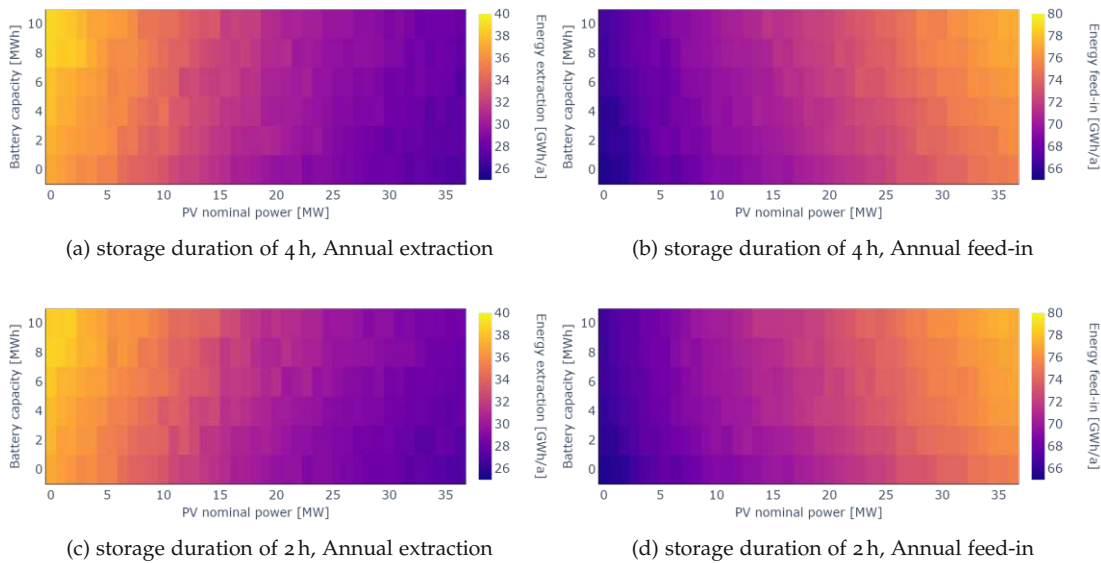 Battery capacity [MWh]
10
8
6
4
2
0
0 5 10 15 20 25 30 35
PV nominal power [MW]
40
38
36
34
32
30
28
26
Energy extraction [GWh/a]
(a) storage duration of 4 h, Annual extraction
Battery capacity [MWh]
10
8
6
4
2
0
0 5 10 15 20 25 30 35
PV nominal power [MW]
80
78
76
74
72
70
68
66
Energy feed-in [GWh/a]
(b) storage duration of 4 h, Annual feed-in
Battery capacity [MWh]
10
8
6
4
2
0
0 5 10 15 20 25 30 35
PV nominal power [MW]
40
38
36
34
32
30
28
26
Energy extraction [GWh/a]
(c) storage duration of 2 h, Annual extraction
Battery capacity [MWh]
10
8
6
4
2
0
0 5 10 15 20 25 30 35
PV nominal power [MW]
80
78
76
74
72
70
68
66
Energy feed-in [GWh/a]
(d) storage duration of 2 h, Annual feed-in